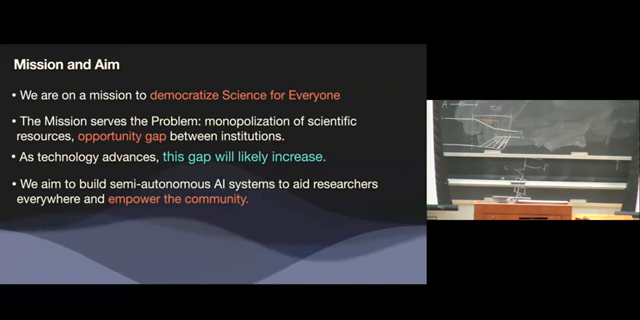 Mission and Aim
• We are on a mission to democratize Science for Everyone
• The Mission serves the Problem: monopolization of scientific
resources, opportunity gap between institutions.
• As technology advances, this gap will likely increase.
• We aim to build semi-autonomous AI systems to aid researchers
everywhere and empower the community.